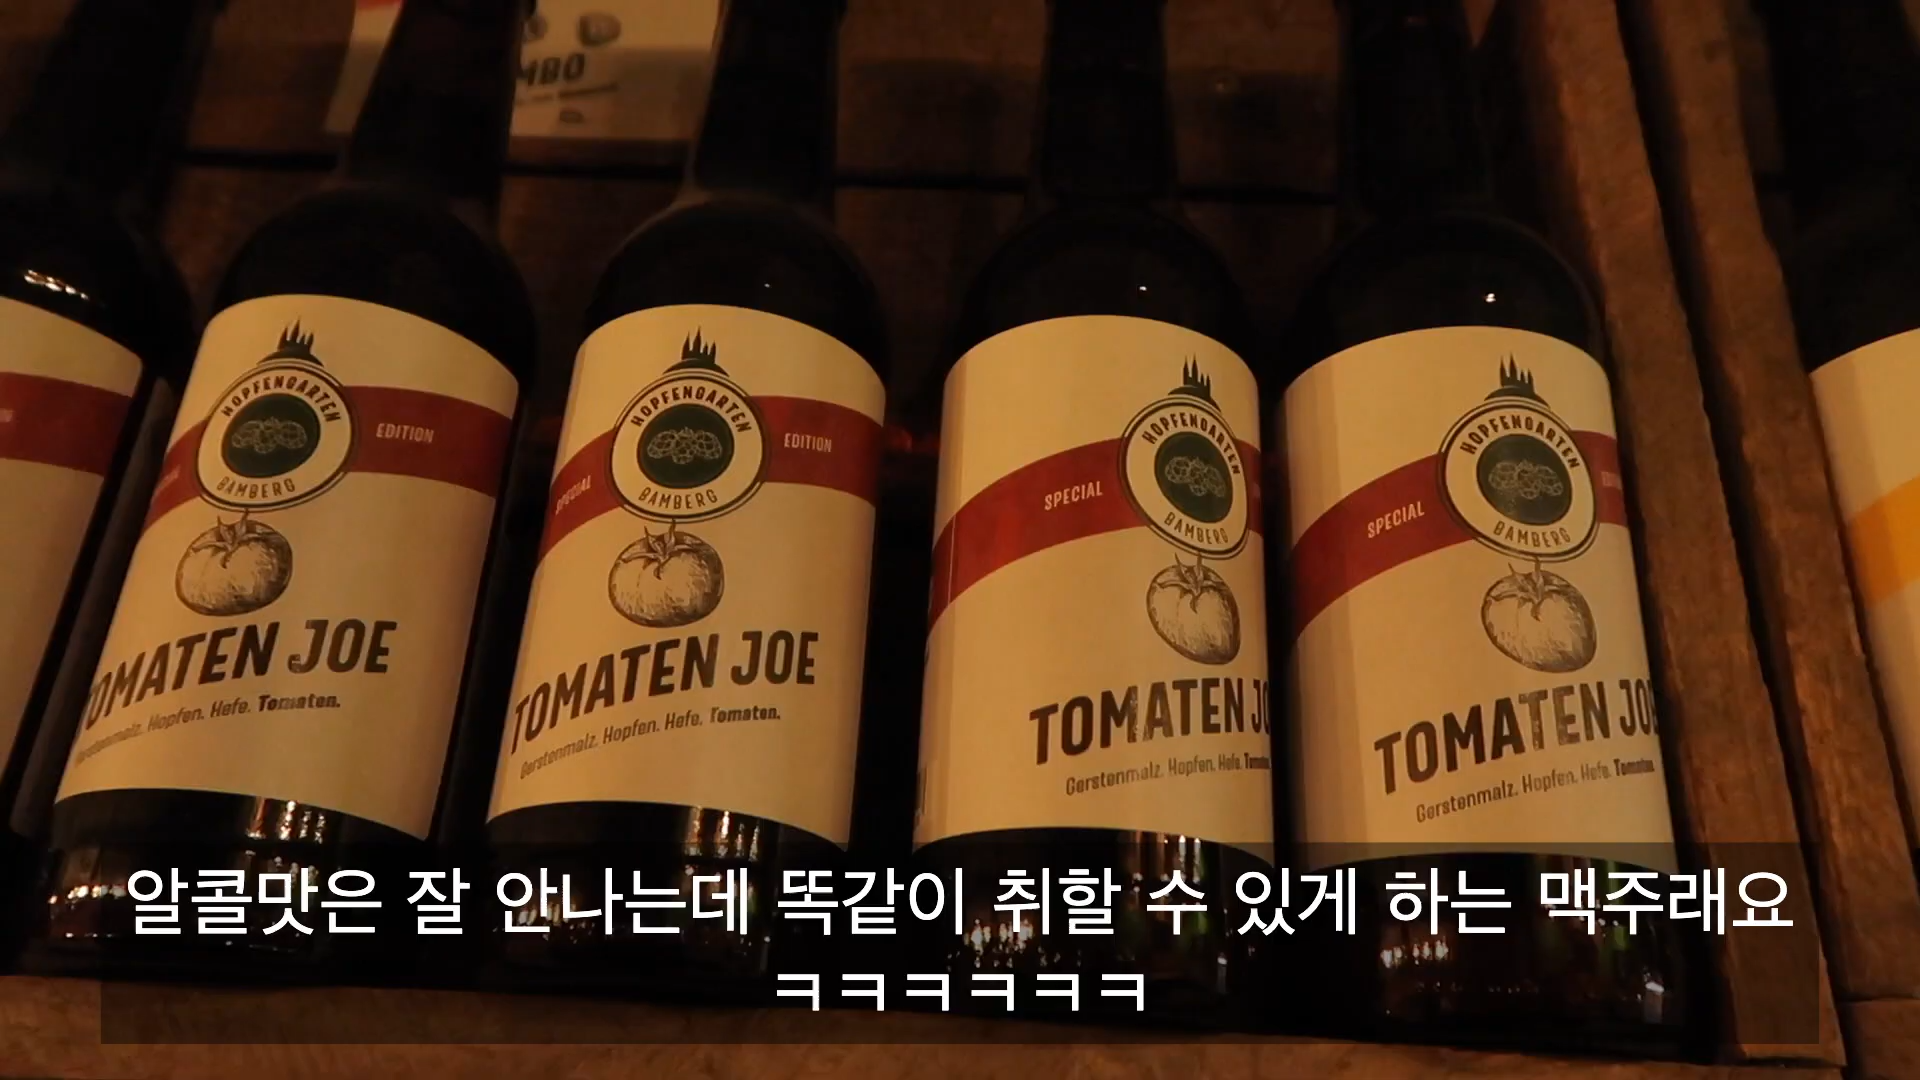 MBO
HOPFENGARTEN
BAMBERG
EDITION
TOMATEN JOE
Gerstenmalz. Hopfen. Hefe. Tomaten.
HOPFENGARTEN
BAMBERG
SPECIAL
EDITION
TOMATEN JOE
Gerstenmalz. Hopfen. Hefe. Tomaten.
HOPFENGARTEN
BAMBERG
SPECIAL
TOMATEN JO
Gerstenmalz. Hopfen. Hefe. Tomaten
HOPFENGARTEN
BAMBERG
SPECIAL
TOMATEN JOE
Gerstenmalz. Hopfen. Hefe. Tomaten.
알콜맛은 잘 안나는데 똑같이 취할 수 있게 하는 맥주래요
ㅋㅋㅋㅋㅋㅋ